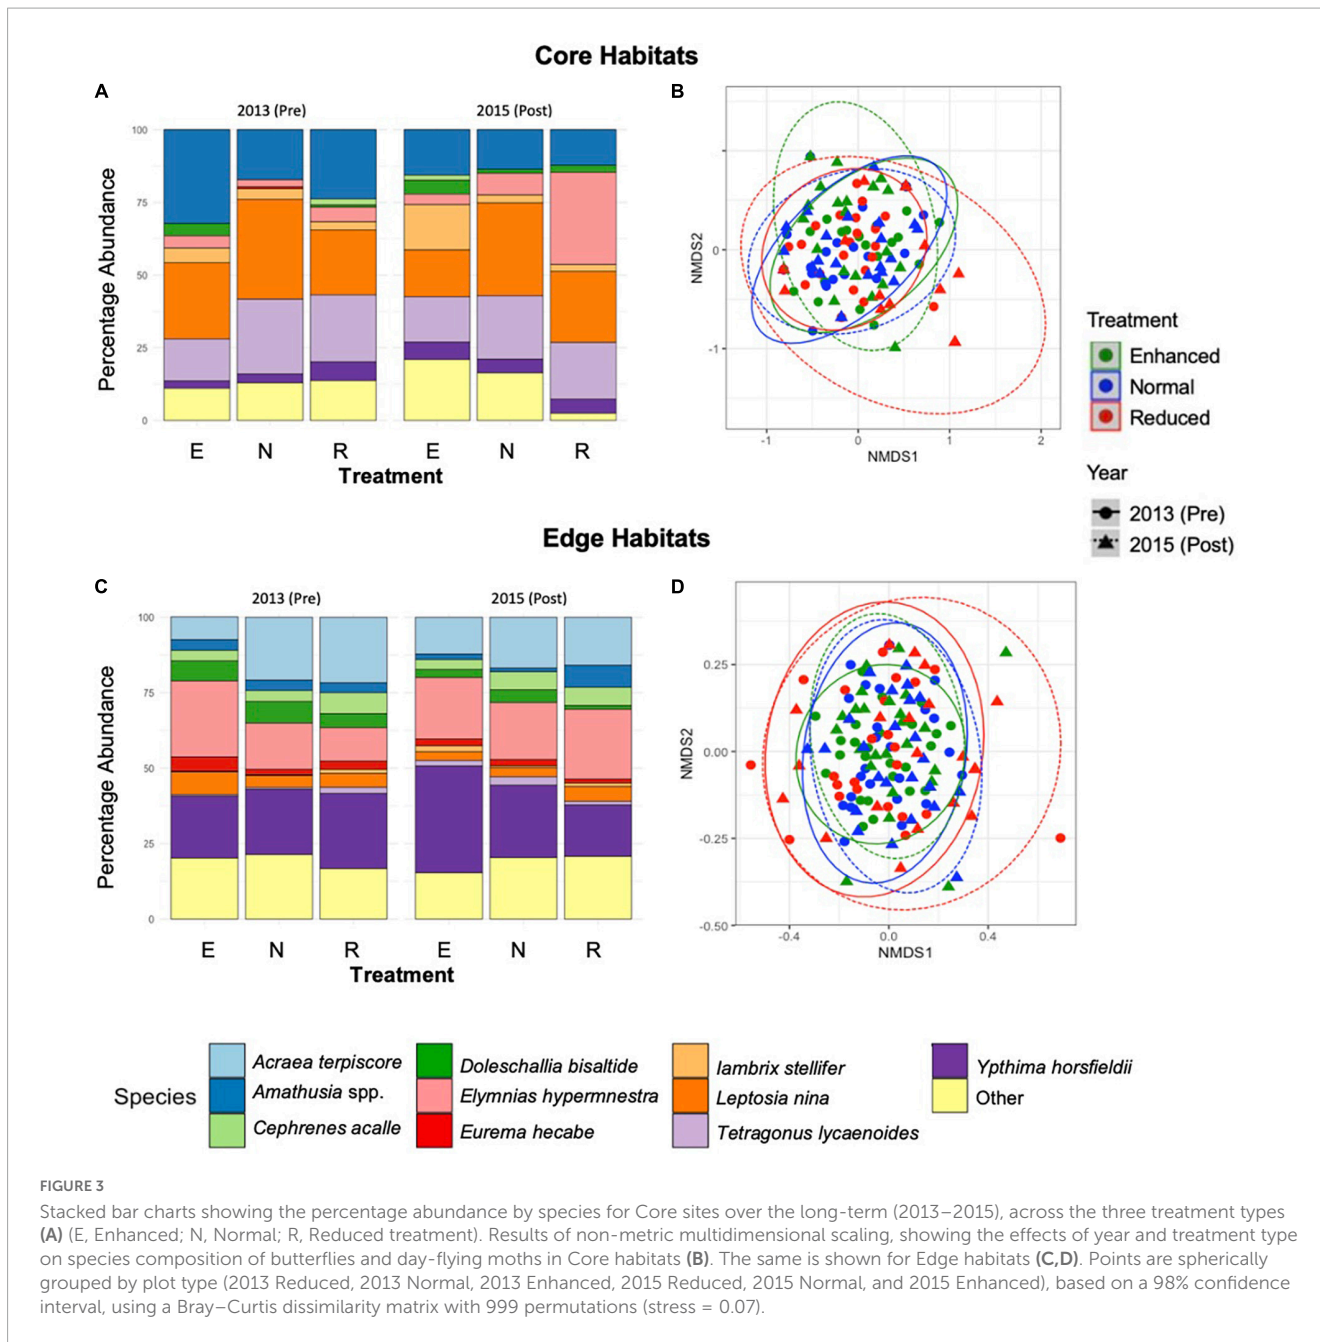 Core Habitats
A
2013 (Pre)
2015 (Post)
Percentage Abundance
100
75
50
25
0
E N R E N R
Treatment
B
NMDS2
0
-1
-1 0 1 2
NMDS1
Treatment
Enhanced
Normal
Reduced
Year
2013 (Pre)
2015 (Post)
Edge Habitats
C
2013 (Pre)
2015 (Post)
Percentage Abundance
100
75
50
25
0
E N R E N R
Treatment
D
NMDS2
0.25
0.00
-0.25
-0.50
-0.4 0.0 0.4
NMDS1
Species
Acraea terpiscore
Amathusia spp.
Cephrenes acalle
Doleschallia bisaltide
Elymnias hypermnestra
Eurema hecabe
Iambrix stellifer
Leptosia nina
Tetragonus lycaenoides
Ypthima horsfieldii
Other
FIGURE 3
Stacked bar charts showing the percentage abundance by species for Core sites over the long-term (2013–2015), across the three treatment types
(A) (E, Enhanced; N, Normal; R, Reduced treatment). Results of non-metric multidimensional scaling, showing the effects of year and treatment type
on species composition of butterflies and day-flying moths in Core habitats (B). The same is shown for Edge habitats (C,D). Points are spherically
grouped by plot type (2013 Reduced, 2013 Normal, 2013 Enhanced, 2015 Reduced, 2015 Normal, and 2015 Enhanced), based on a 98% confidence
interval, using a Bray–Curtis dissimilarity matrix with 999 permutations (stress = 0.07).